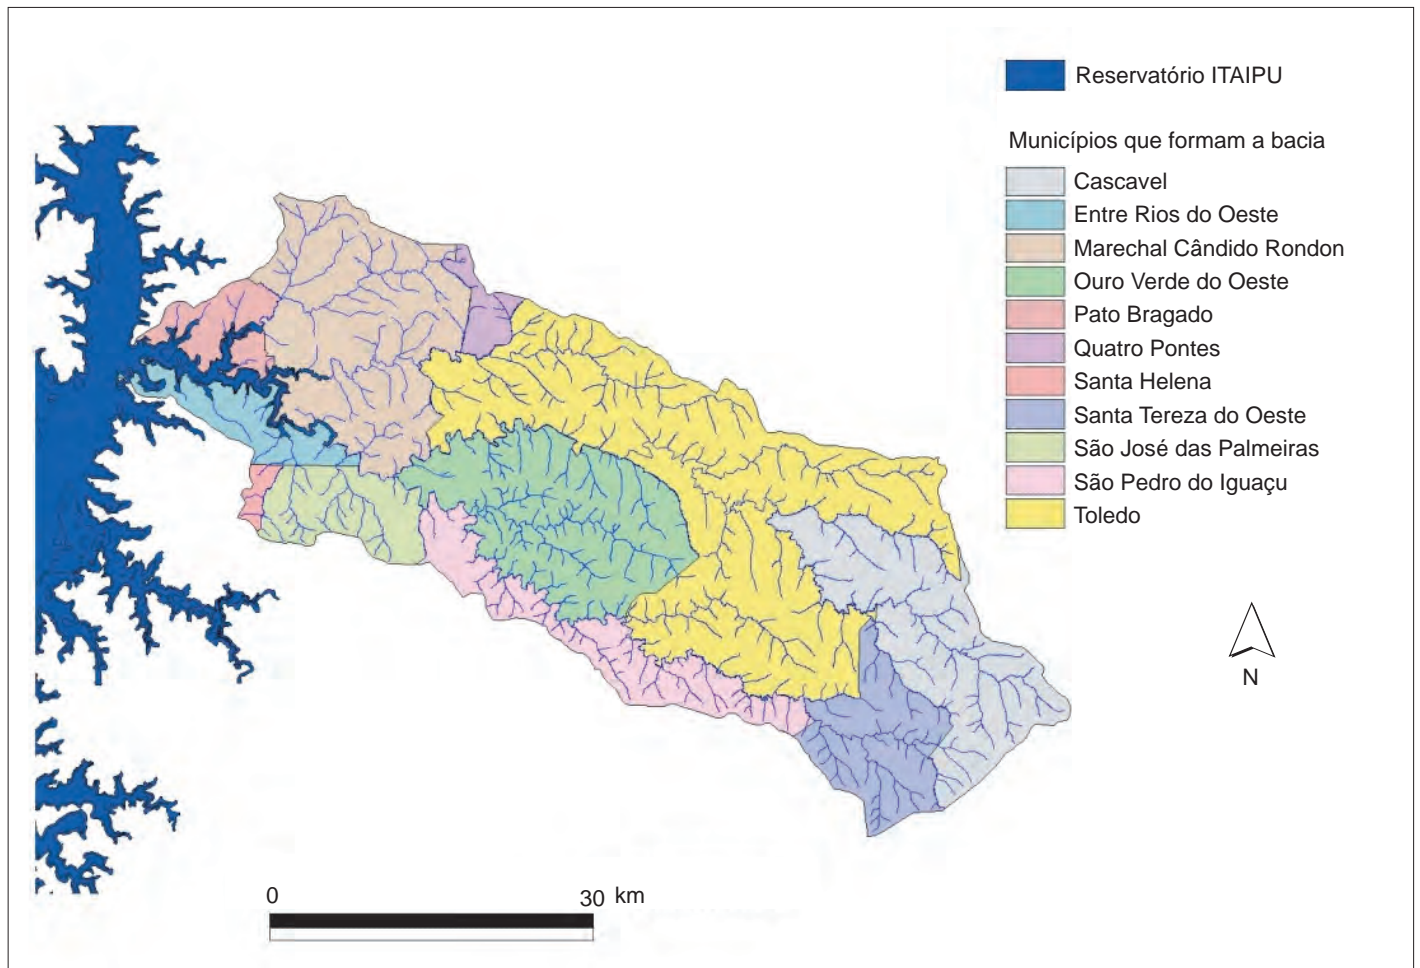 Reservatório ITAIPU
Municípios que formam a bacia
Cascavel
Entre Rios do Oeste
Marechal Cândido Rondon
Ouro Verde do Oeste
Pato Bragado
Quatro Pontes
Santa Helena
Santa Tereza do Oeste
São José das Palmeiras
São Pedro do Iguaçu
Toledo
N
0 30 km